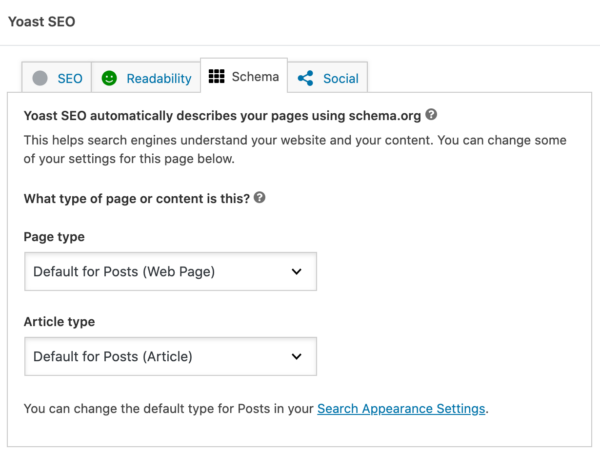 Yoast SEO
SEO Readability Schema Social
Yoast SEO automatically describes your pages using schema.org ?
This helps search engines understand your website and your content. You can change some
of your settings for this page below.
What type of page or content is this? ?
Page type
Default for Posts (Web Page)
Article type
Default for Posts (Article)
You can change the default type for Posts in your Search Appearance Settings.